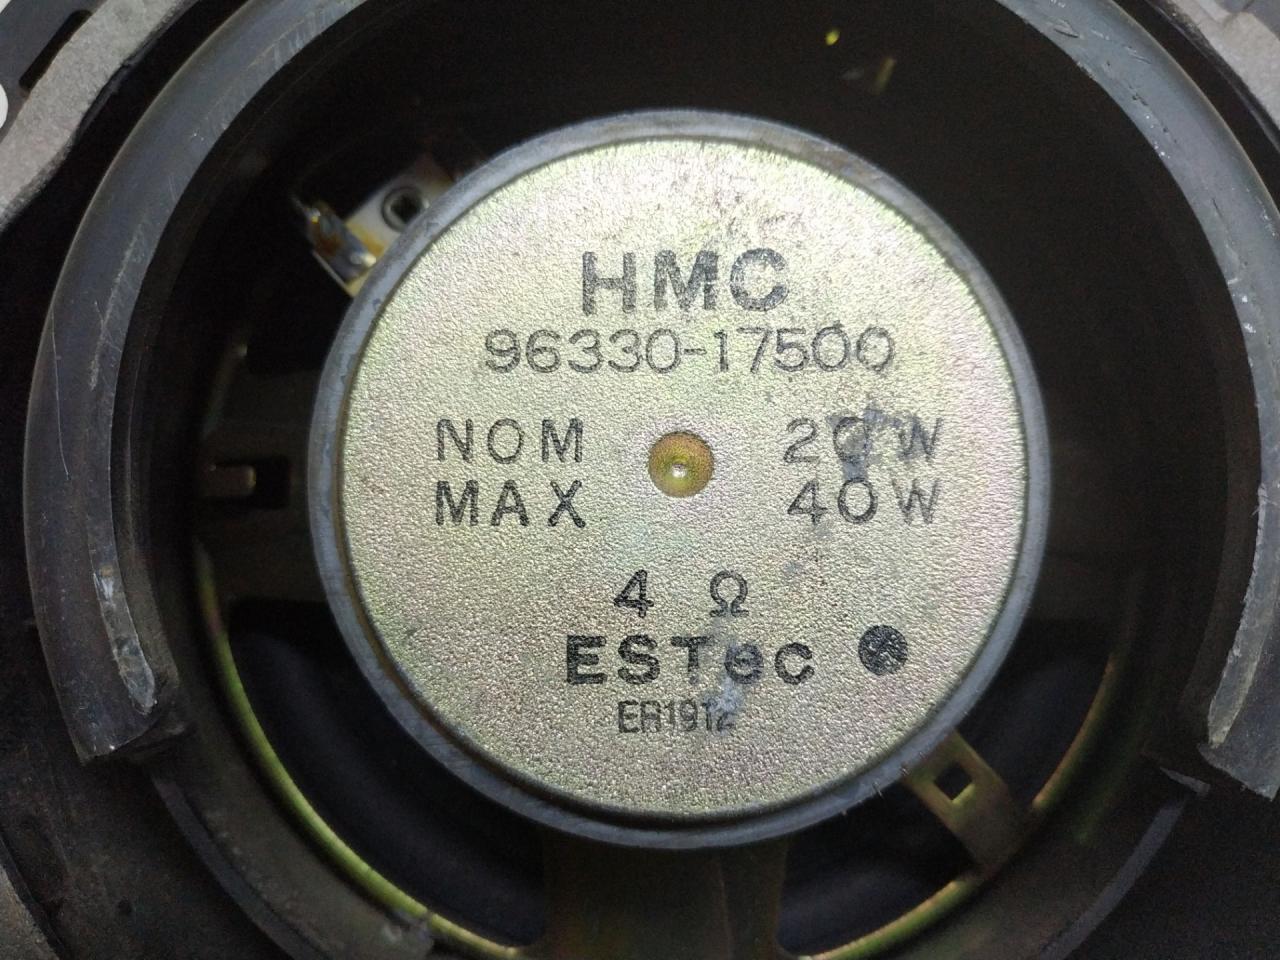 HMC
96330-17500
NOM 20W
MAX 40W
4 Ω
ESTec
ER1912